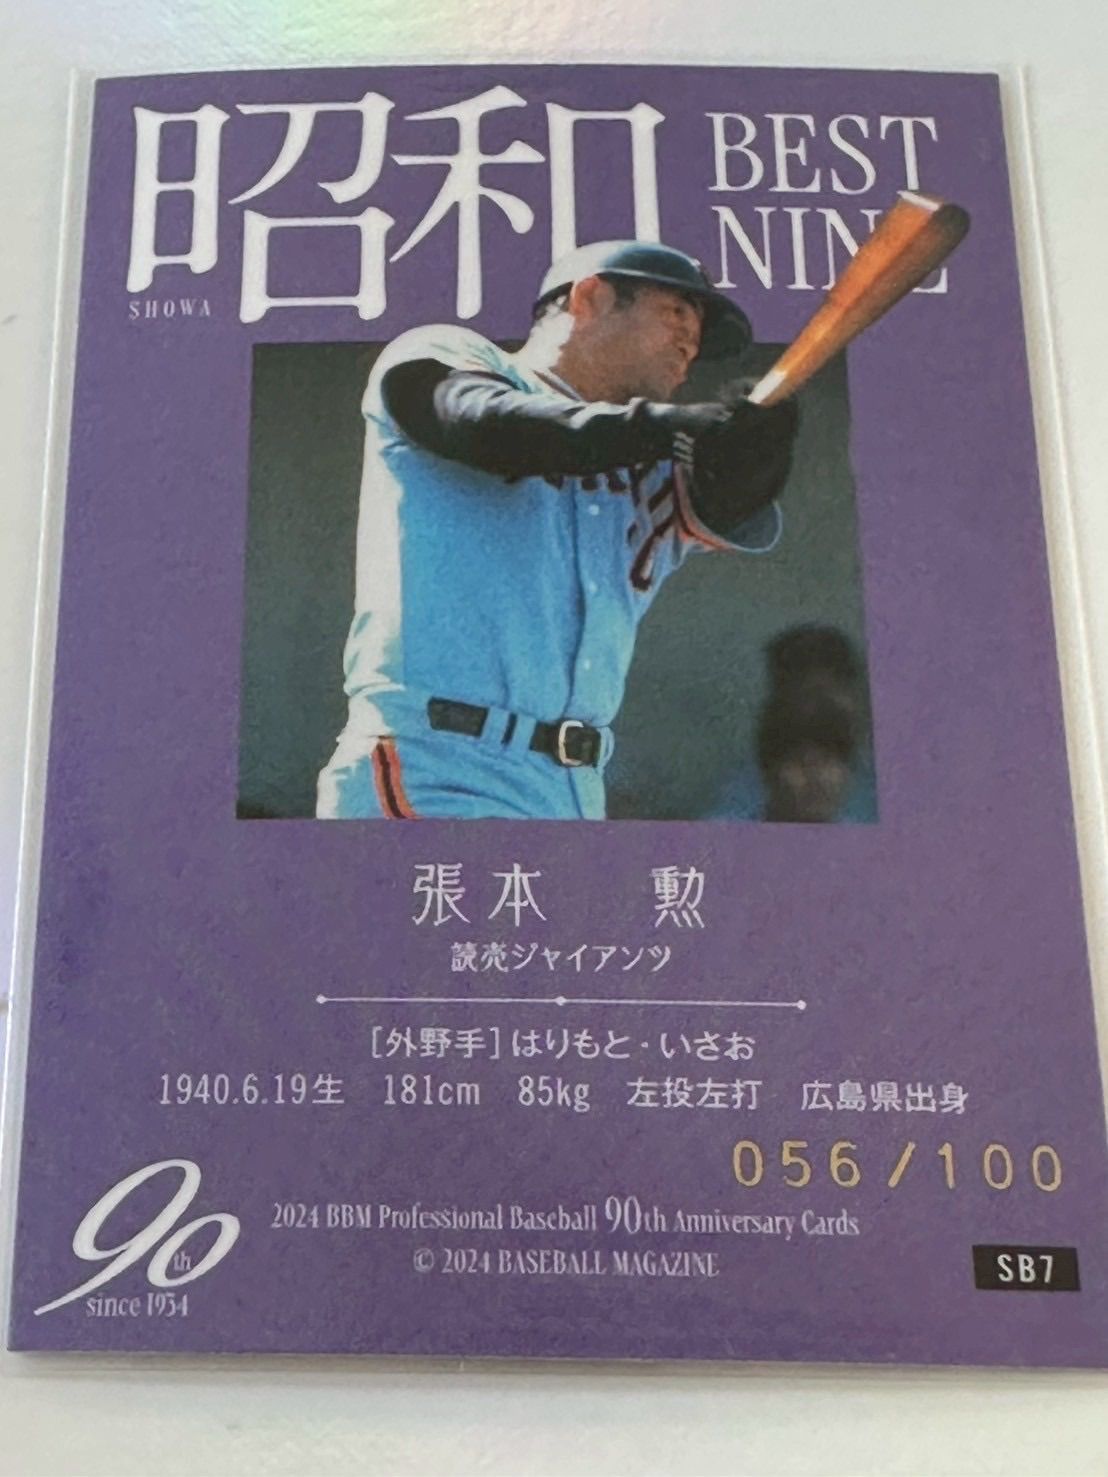 昭和
BEST
NINE
SHOWA
張本 勲
読売ジャイアンツ
[外野手]はりもと・いさお
1940.6.19生 181cm 85kg 左投左打 広島県出身
056/100
90th
since 1934
2024 BBM Professional Baseball 90th Anniversary Cards
© 2024 BASEBALL MAGAZINE
SB7